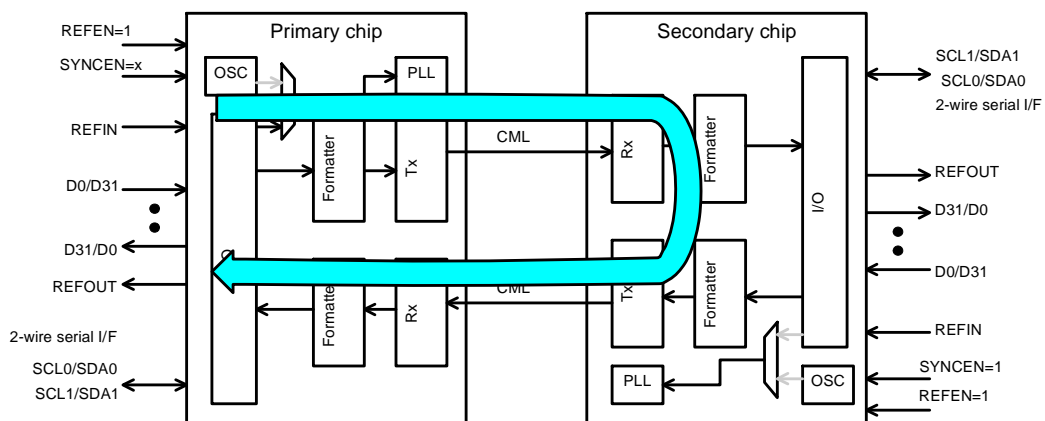 Primary chip
Secondary chip
REFEN=1
SYNCEN=x
REFIN
D0/D31
D31/D0
REFOUT
2-wire serial I/F
SCL0/SDA0
SCL1/SDA1
OSC
PLL
Formatter
Tx
CML
Formatter
Rx
CML
Rx
Formatter
I/O
Tx
Formatter
PLL
OSC
SCL1/SDA1
SCL0/SDA0
2-wire serial I/F
REFOUT
D31/D0
D0/D31
REFIN
SYNCEN=1
REFEN=1